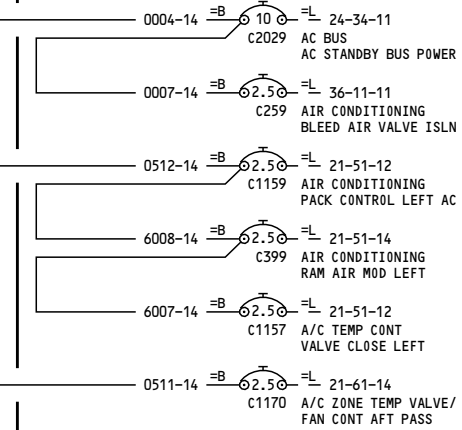 0004-14 =B 10 =L 24-34-11
C2029 AC BUS
AC STANDBY BUS POWER
0007-14 =B 2.5 =L 36-11-11
C259 AIR CONDITIONING
BLEED AIR VALVE ISLN
0512-14 =B 2.5 =L 21-51-12
C1159 AIR CONDITIONING
PACK CONTROL LEFT AC
6008-14 =B 2.5 =L 21-51-14
C399 AIR CONDITIONING
RAM AIR MOD LEFT
6007-14 =B 2.5 =L 21-51-12
C1157 A/C TEMP CONT
VALVE CLOSE LEFT
0511-14 =B 2.5 =L 21-61-14
C1170 A/C ZONE TEMP VALVE/
FAN CONT AFT PASS